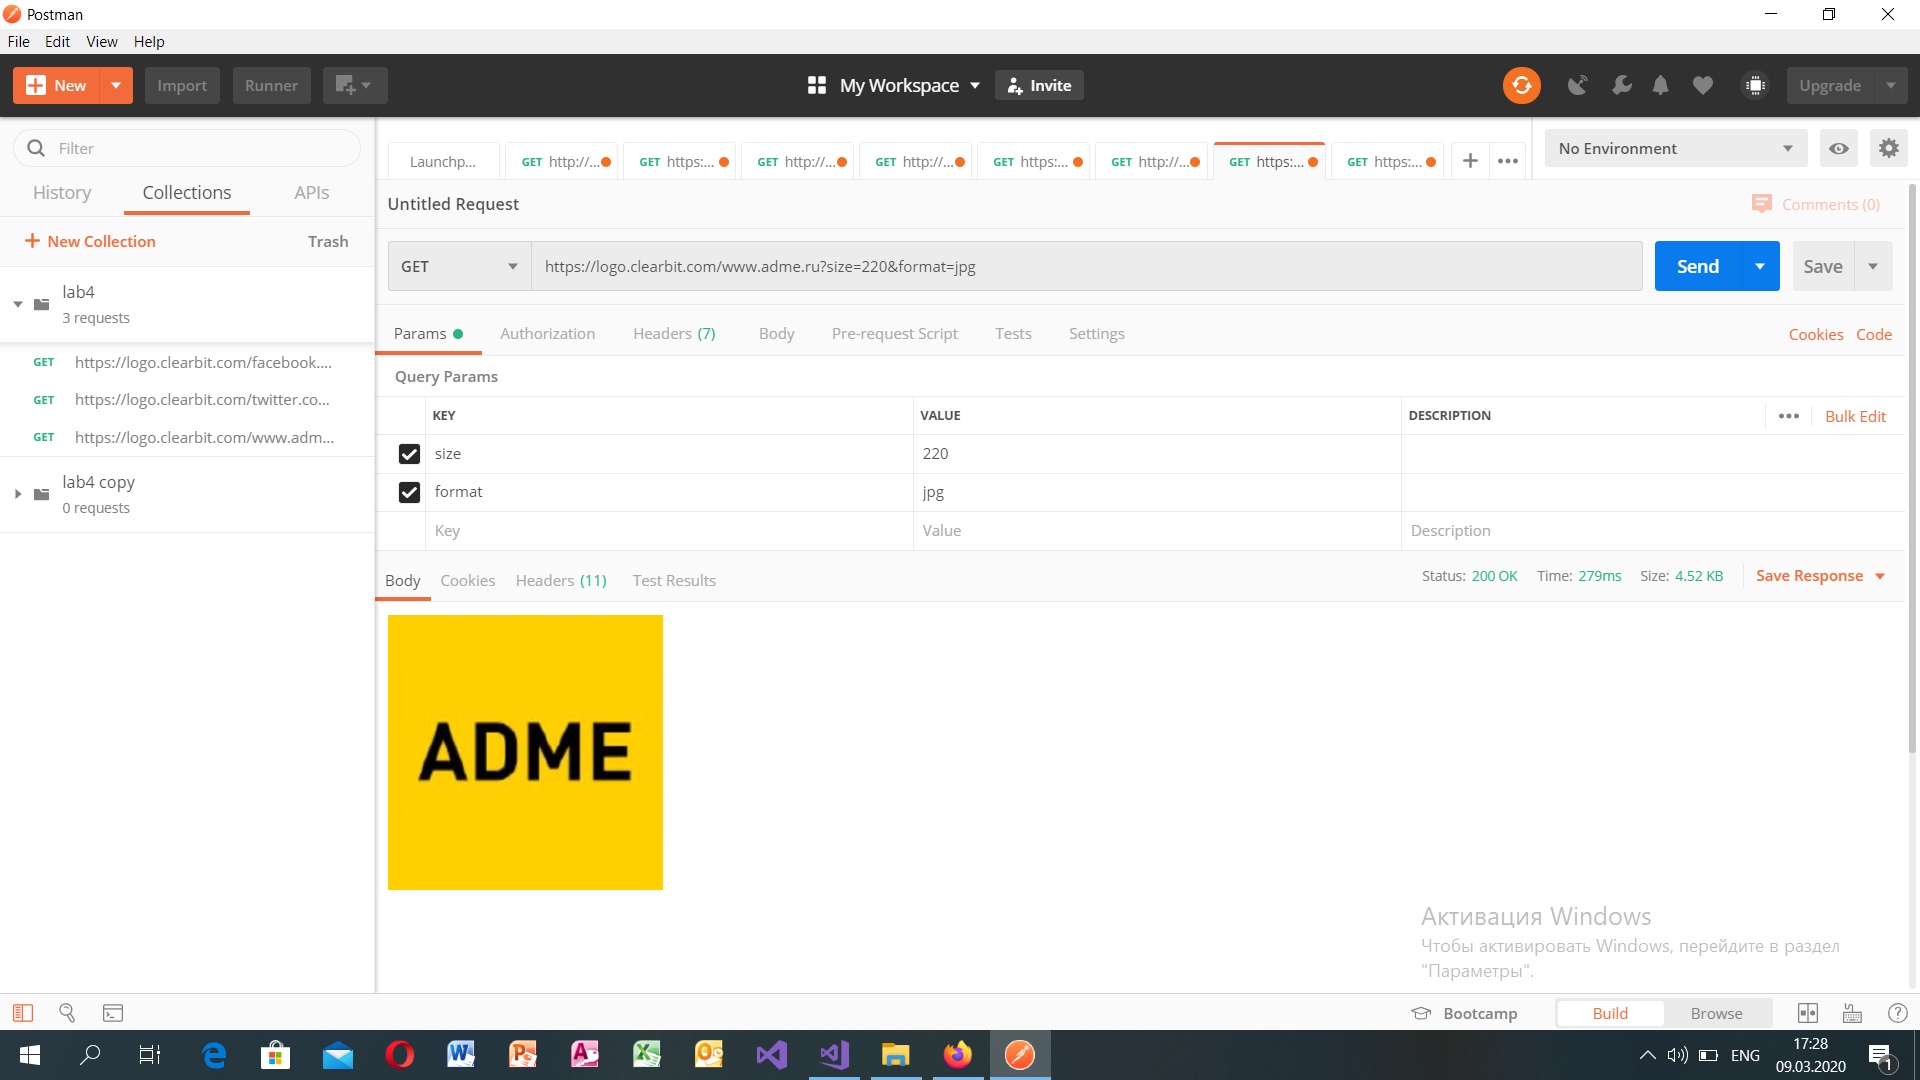 Postman
File Edit View Help
New Import Runner My Workspace Invite Upgrade
Filter
History Collections APIs
New Collection Trash
lab4
3 requests
GET https://logo.clearbit.com/facebook....
GET https://logo.clearbit.com/twitter.co...
GET https://logo.clearbit.com/www.adm...
lab4 copy
0 requests
Launchp... GET http://... GET https:... GET http://... GET http://... GET https:... GET http://... GET https:... GET https:... No Environment
Untitled Request Comments (0)
GET https://logo.clearbit.com/www.adme.ru?size=220&format=jpg Send Save
Params Authorization Headers (7) Body Pre-request Script Tests Settings Cookies Code
Query Params
KEY VALUE DESCRIPTION Bulk Edit
size 220
format jpg
Key Value Description
Body Cookies Headers (11) Test Results Status: 200 OK Time: 279ms Size: 4.52 KB Save Response
ADME
Активация Windows
Чтобы активировать Windows, перейдите в раздел
"Параметры".
Bootcamp Build Browse
ENG 17:28
09.03.2020 1